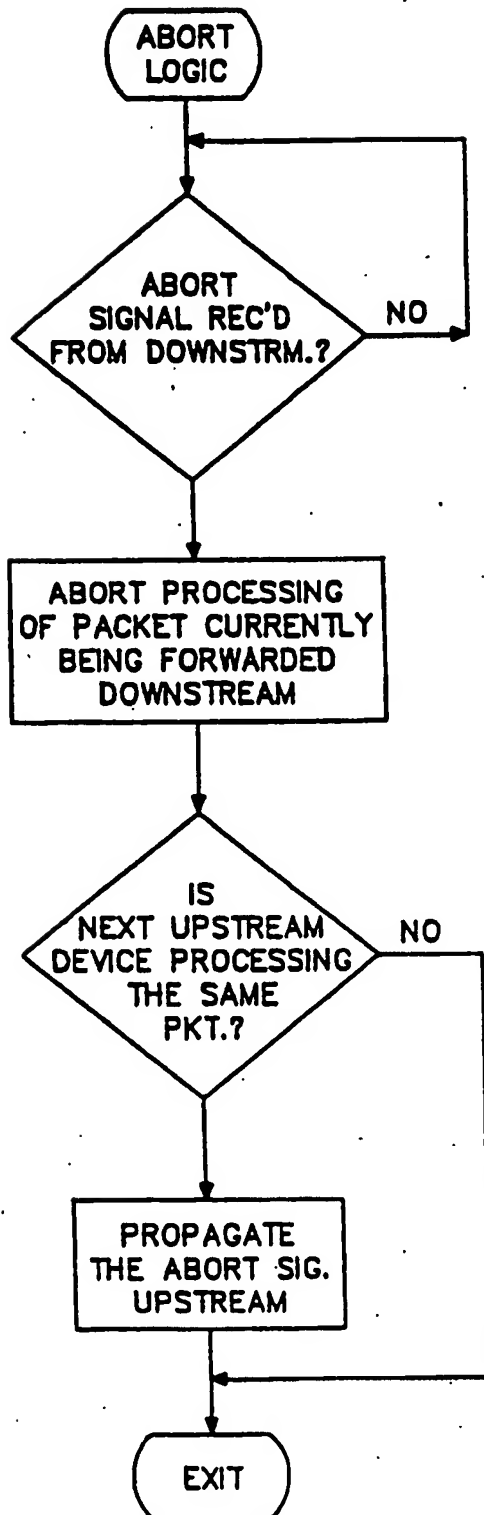 ABORT
LOGIC
ABORT
SIGNAL REC'D
FROM DOWNSTRM.?
NO
ABORT PROCESSING
OF PACKET CURRENTLY
BEING FORWARDED
DOWNSTREAM
IS
NEXT UPSTREAM
DEVICE PROCESSING
THE SAME
PKT.?
NO
PROPAGATE
THE ABORT SIG.
UPSTREAM
EXIT